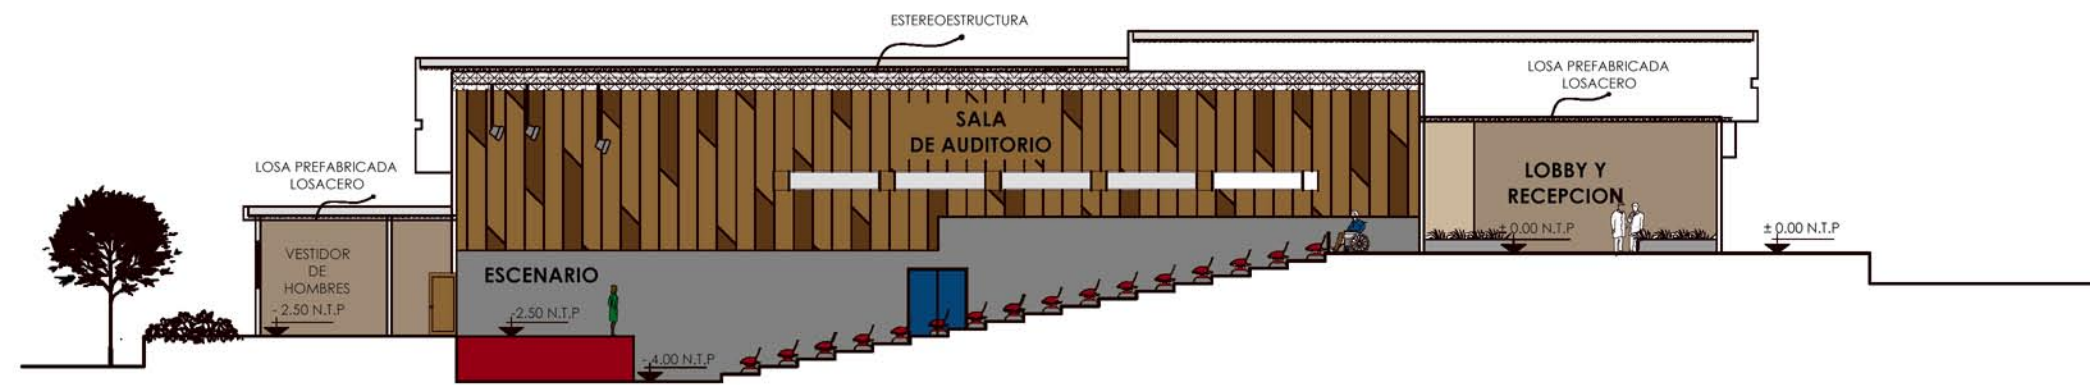 ESTEREOESTRUCTURA
LOSA PREFABRICADA
LOSACERO
SALA
DE AUDITORIO
LOSA PREFABRICADA
LOSACERO
LOBBY Y
RECEPCION
± 0.00 N.T.P
± 0.00 N.T.P
VESTIDOR
DE
HOMBRES
- 2.50 N.T.P
ESCENARIO
-2.50 N.T.P
- 4.00 N.T.P